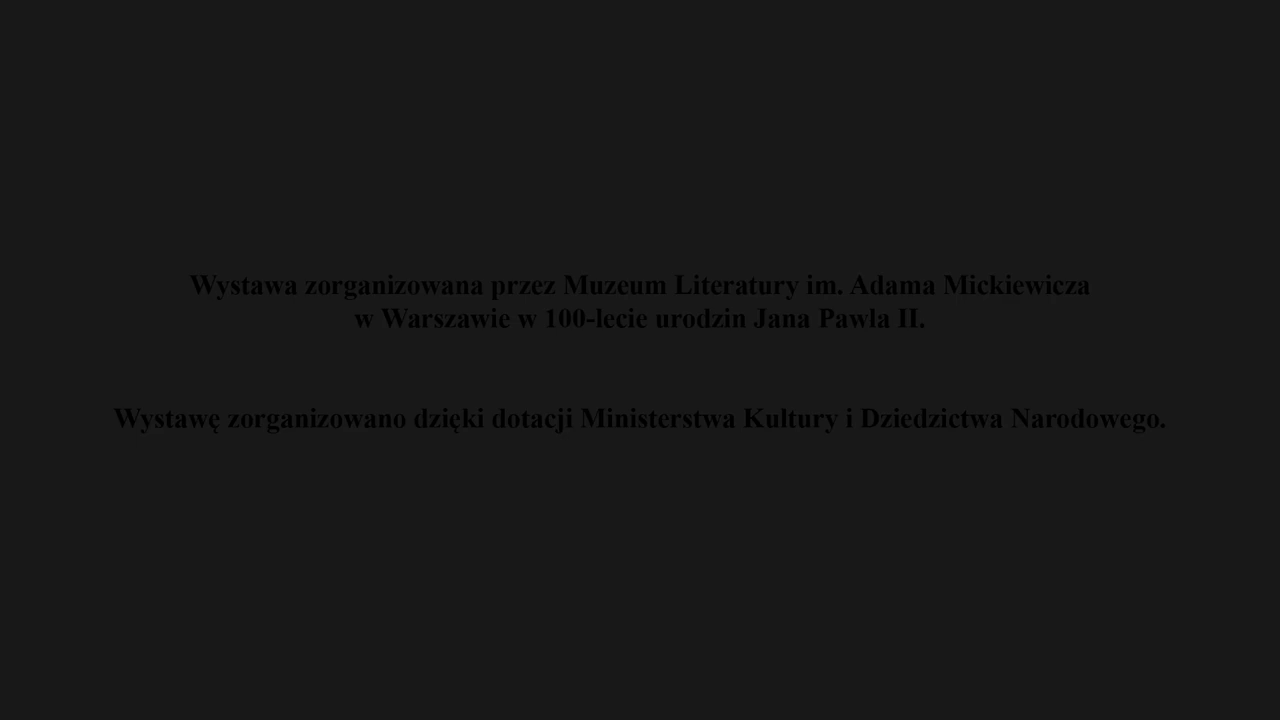 Wystawa zorganizowana przez Muzeum Literatury im. Adama Mickiewicza
w Warszawie w 100-lecie urodzin Jana Pawła II.
Wystawę zorganizowano dzięki dotacji Ministerstwa Kultury i Dziedzictwa Narodowego.